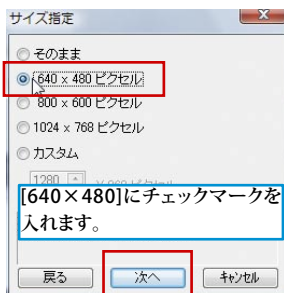 サイズ指定
そのまま
640 × 480 ピクセル
800 × 600 ピクセル
1024 × 768 ピクセル
カスタム
1280
[640×480]にチェックマークを
入れます。
戻る
次へ
キャンセル